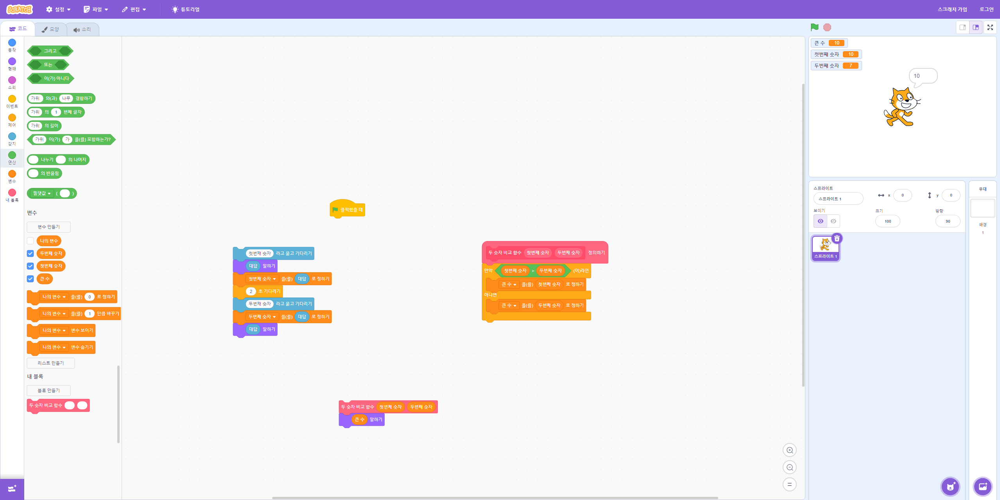 SCRATCH 설정 파일 편집 튜토리얼 스크래치 가입 로그인
코드 모양 소리
동작
형태
소리
이벤트
제어
감지
연산
변수
내 블록
그리고
또는
이(가) 아니다
가위 와(과) 나무 결합하기
가위 의 1 번째 글자
가위 의 길이
가위 이(가) 가 을(를) 포함하는가?
나누기 의 나머지
의 반올림
절댓값 ( )
변수
변수 만들기
나의 변수
두번째 숫자
첫번째 숫자
큰 수
나의 변수 을(를) 0 로 정하기
나의 변수 을(를) 1 만큼 바꾸기
나의 변수 변수 보이기
나의 변수 변수 숨기기
리스트 만들기
내 블록
블록 만들기
두 숫자 비교 함수
클릭했을 때
첫번째 숫자 라고 묻고 기다리기
대답 말하기
첫번째 숫자 을(를) 대답 로 정하기
2 초 기다리기
두번째 숫자 라고 묻고 기다리기
두번째 숫자 을(를) 대답 로 정하기
대답 말하기
두 숫자 비교 함수 첫번째 숫자 두번째 숫자 정의하기
만약 첫번째 숫자 > 두번째 숫자 (이)라면
큰 수 을(를) 첫번째 숫자 로 정하기
아니면
큰 수 을(를) 두번째 숫자 로 정하기
두 숫자 비교 함수 첫번째 숫자 두번째 숫자
큰 수 말하기
큰 수 10
첫번째 숫자 10
두번째 숫자 7
10
스프라이트
스프라이트 1
x 0
y 0
보이기
크기
100
방향
90
스프라이트 1
무대
배경
1